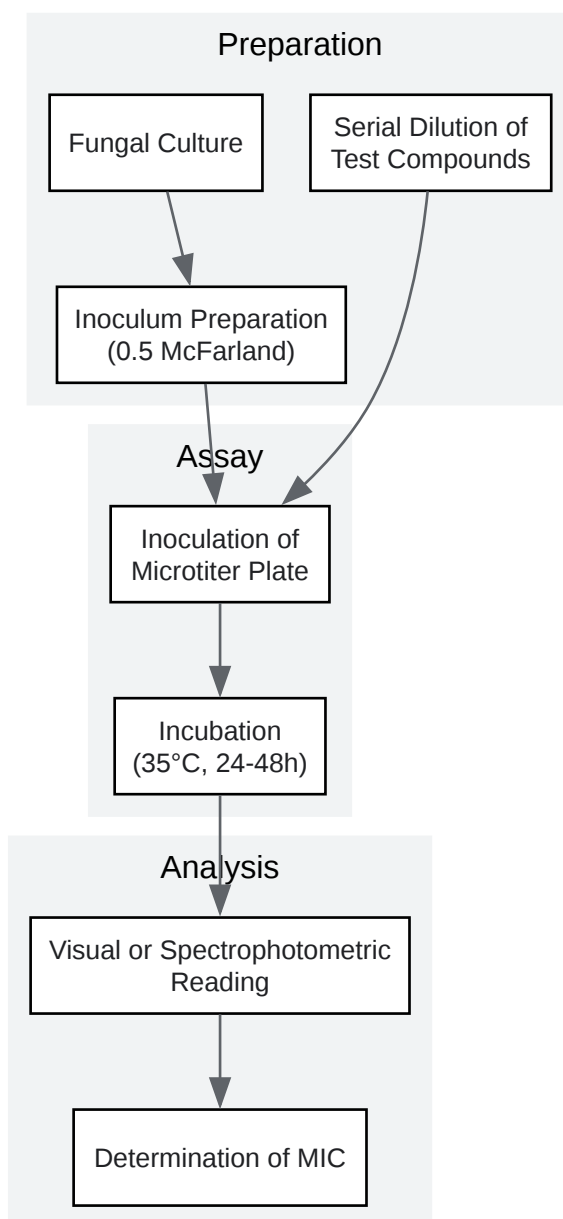 Preparation
Fungal Culture
Serial Dilution of
Test Compounds
Inoculum Preparation
(0.5 McFarland)
Assay
Inoculation of
Microtiter Plate
Incubation
(35°C, 24-48h)
Analysis
Visual or Spectrophotometric
Reading
Determination of MIC